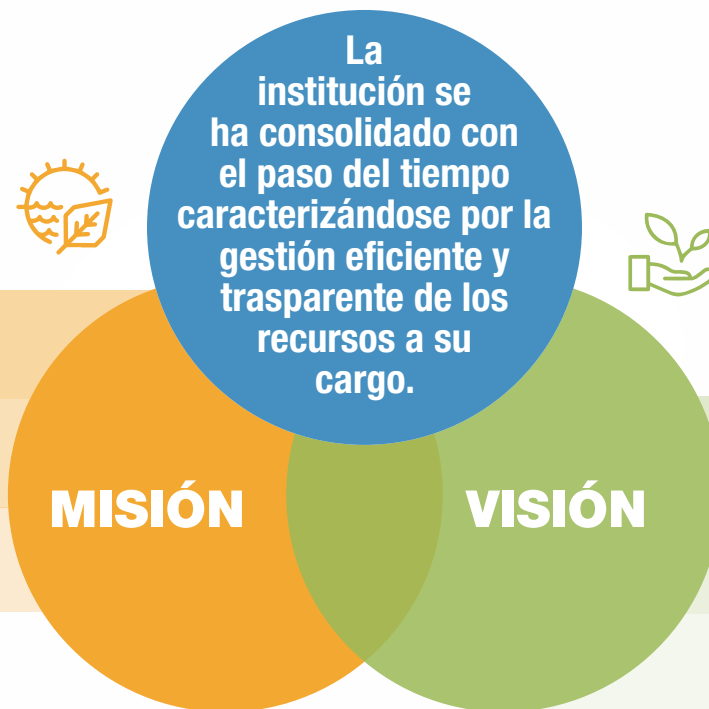 La
institución se
ha consolidado con
el paso del tiempo
caracterizándose por la
gestión eficiente y
trasparente de los
recursos a su
cargo.
MISIÓN
VISIÓN